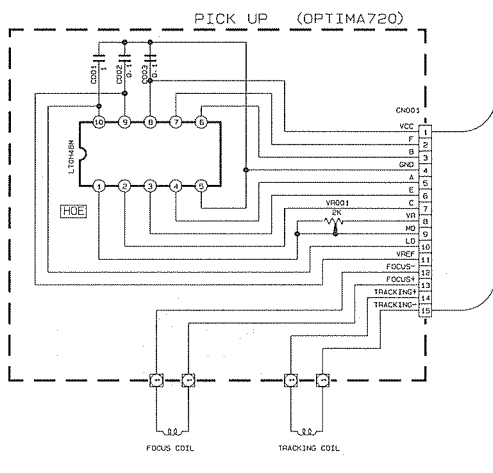 PICK UP (OPTIMA720)
C001
1
C002
0.1
C003
0.1
10 9 8 7 6
LT0H48M
1 2 3 4 5
HOE
VR001
2K
CN001
VCC 1
F 2
B 3
GND 4
A 5
E 6
C 7
VR 8
MD 9
LD 10
VREF 11
FOCUS- 12
FOCUS+ 13
TRACKING+ 14
TRACKING- 15
FOCUS COIL
TRACKING COIL